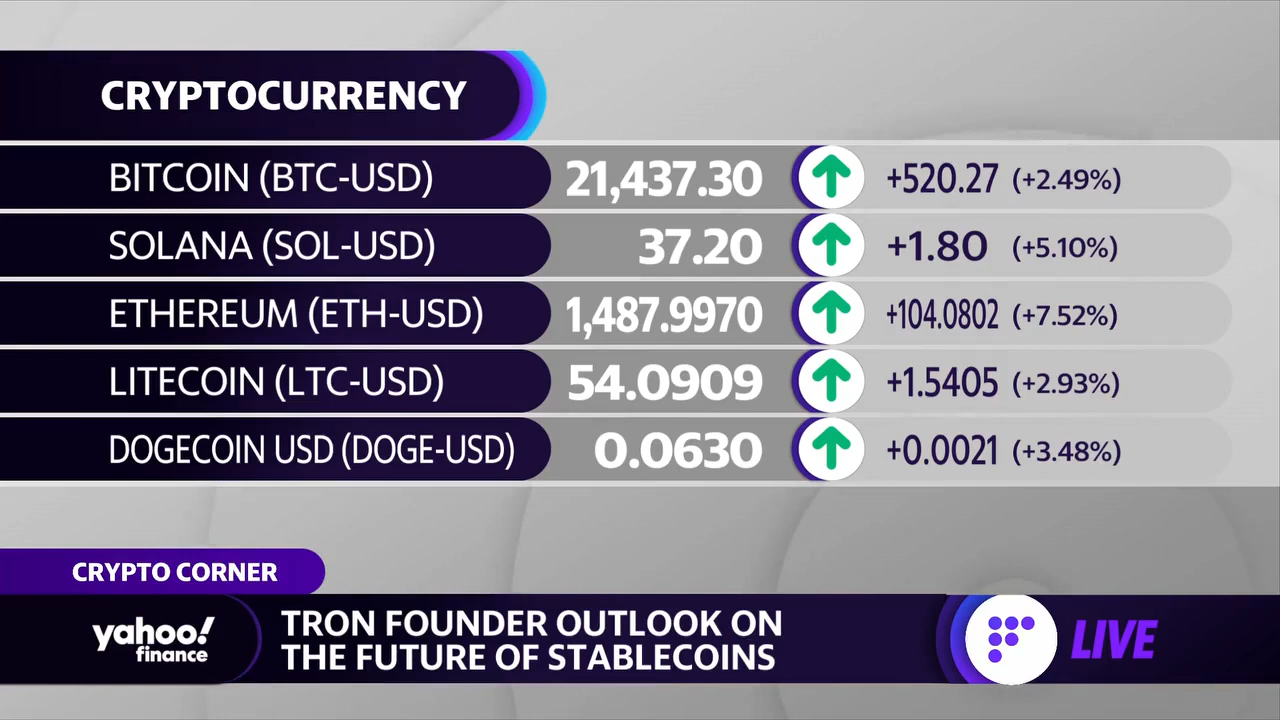 CRYPTOCURRENCY
BITCOIN (BTC-USD) 21,437.30 +520.27 (+2.49%)
SOLANA (SOL-USD) 37.20 +1.80 (+5.10%)
ETHEREUM (ETH-USD) 1,487.9970 +104.0802 (+7.52%)
LITECOIN (LTC-USD) 54.0909 +1.5405 (+2.93%)
DOGECOIN USD (DOGE-USD) 0.0630 +0.0021 (+3.48%)
CRYPTO CORNER
yahoo!
finance
TRON FOUNDER OUTLOOK ON
THE FUTURE OF STABLECOINS
LIVE